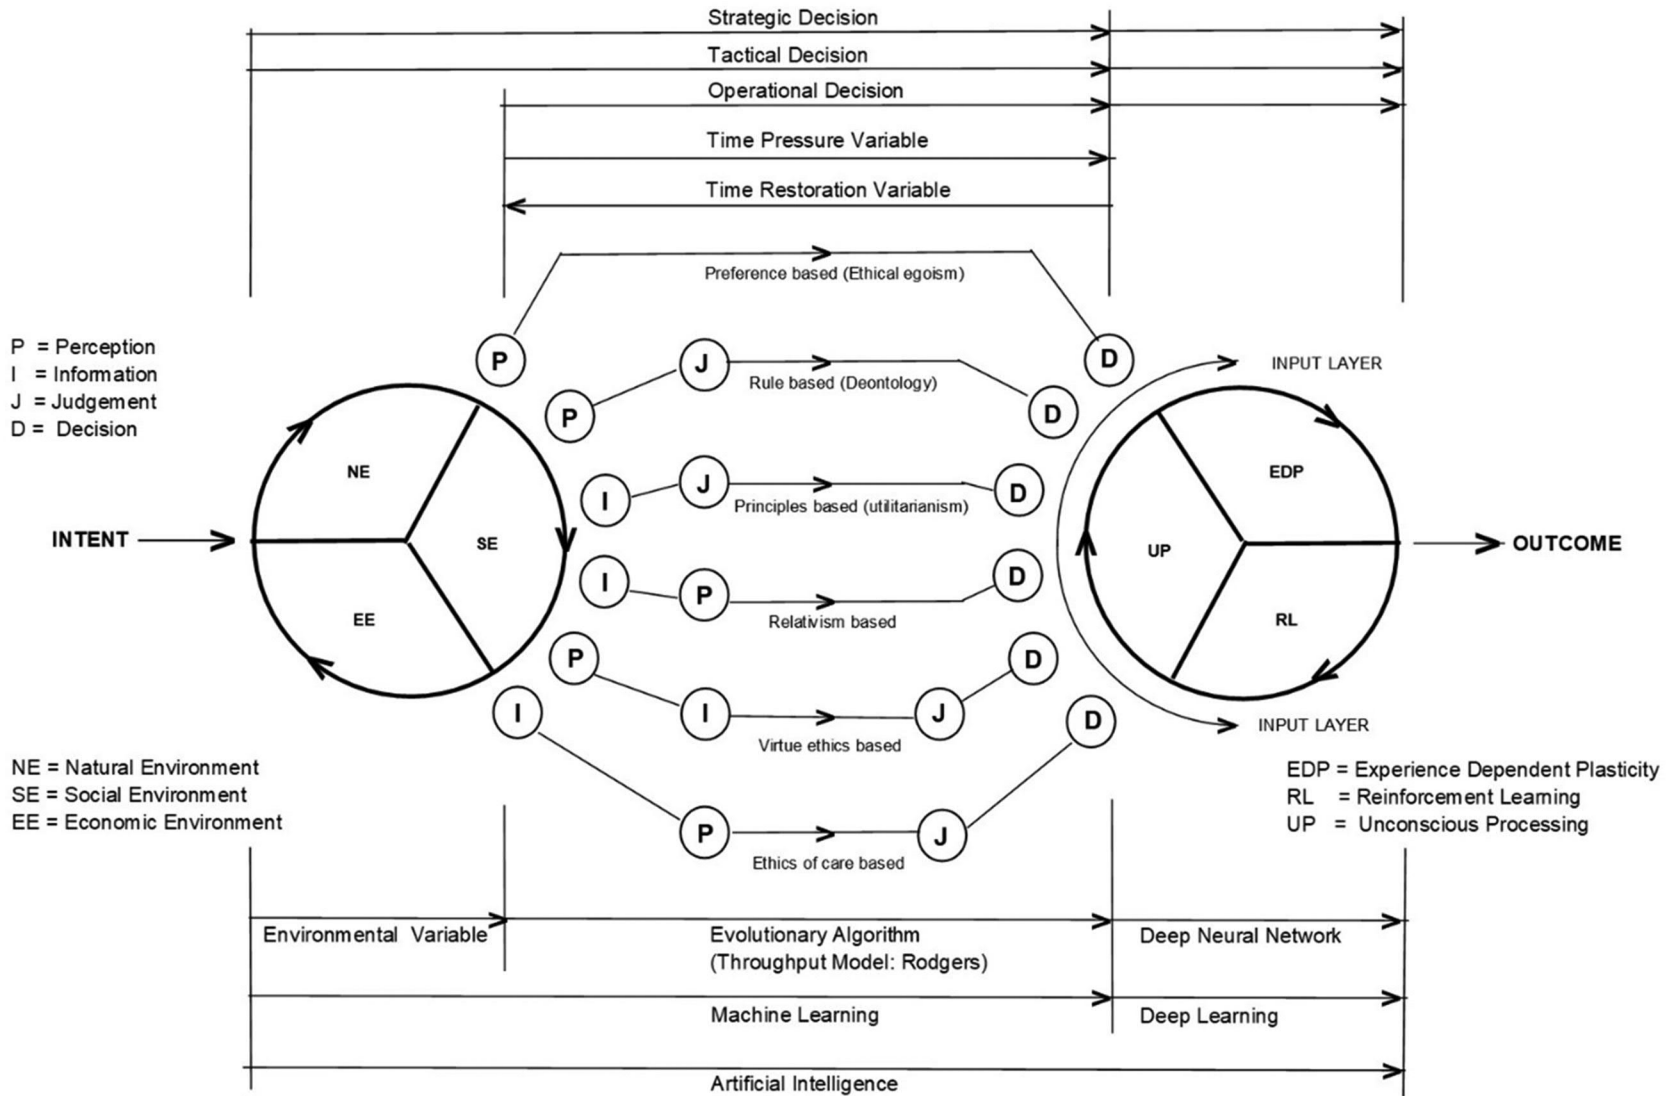 Strategic Decision
Tactical Decision
Operational Decision
Time Pressure Variable
Time Restoration Variable
Preference based (Ethical egoism)
P
D
P = Perception
I = Information
J = Judgement
D = Decision
J
Rule based (Deontology)
P
D
INPUT LAYER
NE
SE
EE
INTENT
I
J
Principles based (utilitarianism)
D
I
P
Relativism based
D
P
I
Virtue ethics based
J
D
I
P
Ethics of care based
J
D
EDP
UP
RL
OUTCOME
INPUT LAYER
NE = Natural Environment
SE = Social Environment
EE = Economic Environment
EDP = Experience Dependent Plasticity
RL = Reinforcement Learning
UP = Unconscious Processing
Environmental Variable
Evolutionary Algorithm
(Throughput Model: Rodgers)
Deep Neural Network
Machine Learning
Deep Learning
Artificial Intelligence